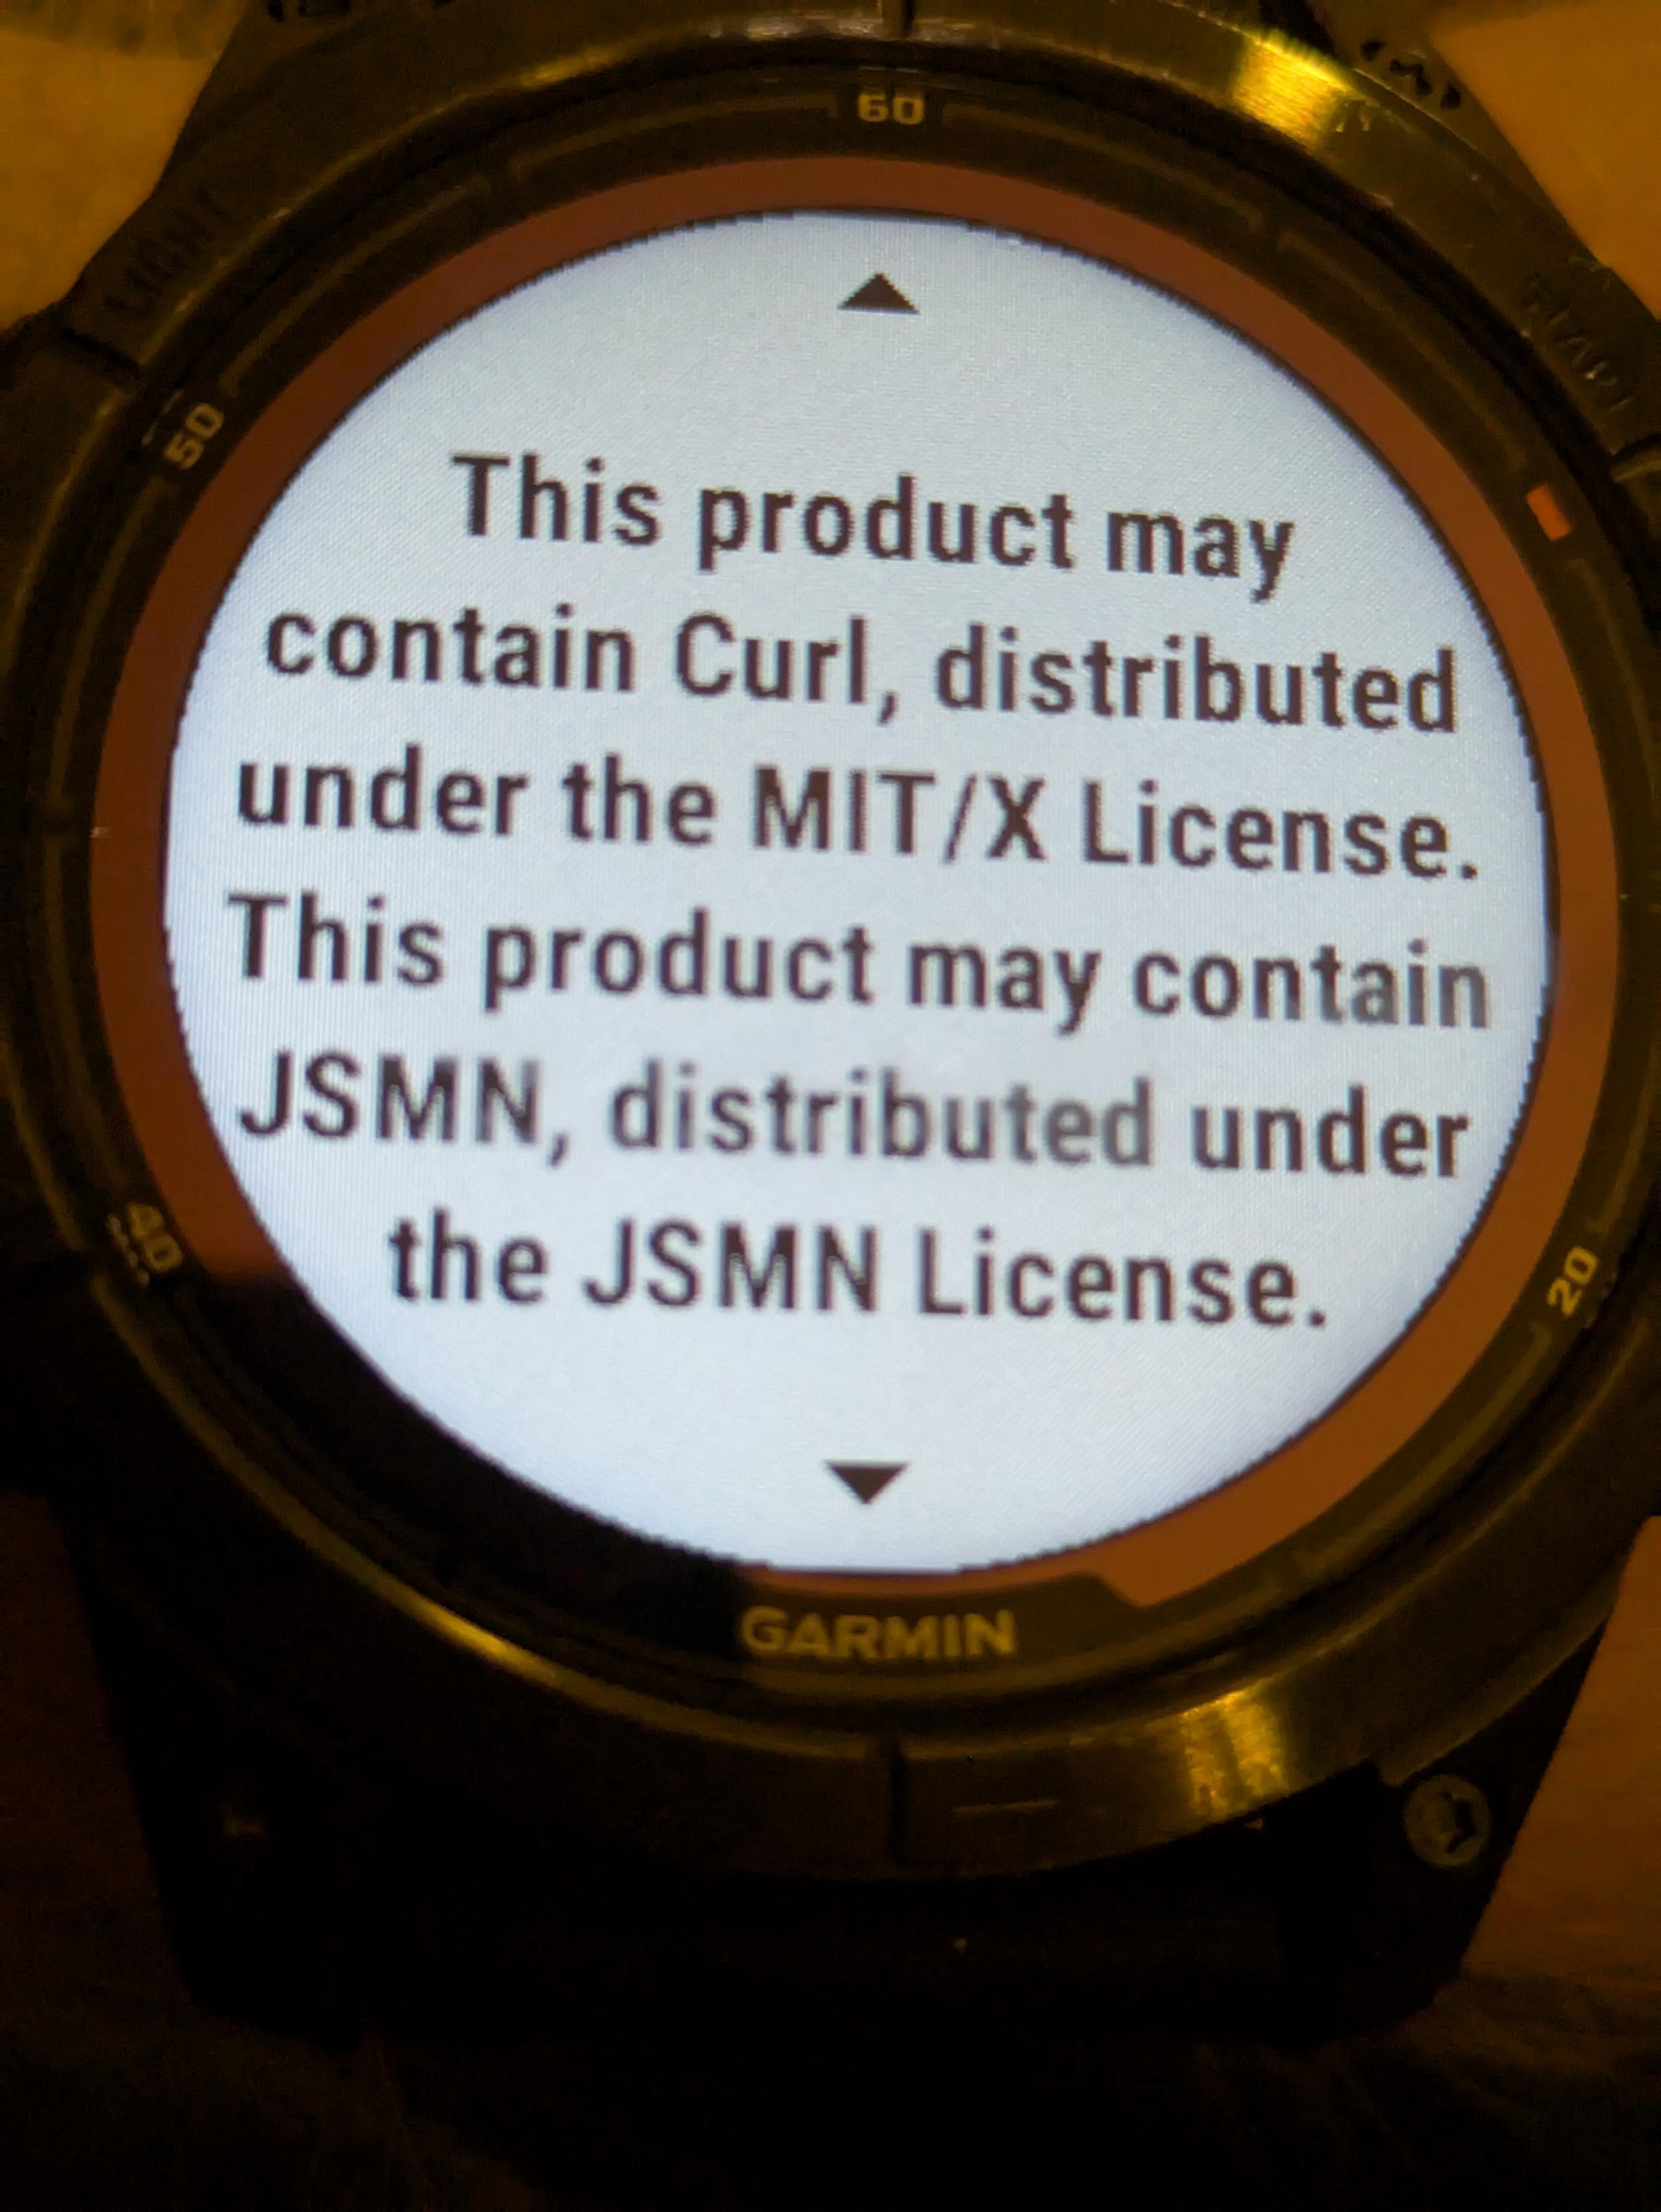 60
50
This product may
contain Curl, distributed
under the MIT/X License.
This product may contain
JSMN, distributed under
the JSMN License.
40
20
GARMIN